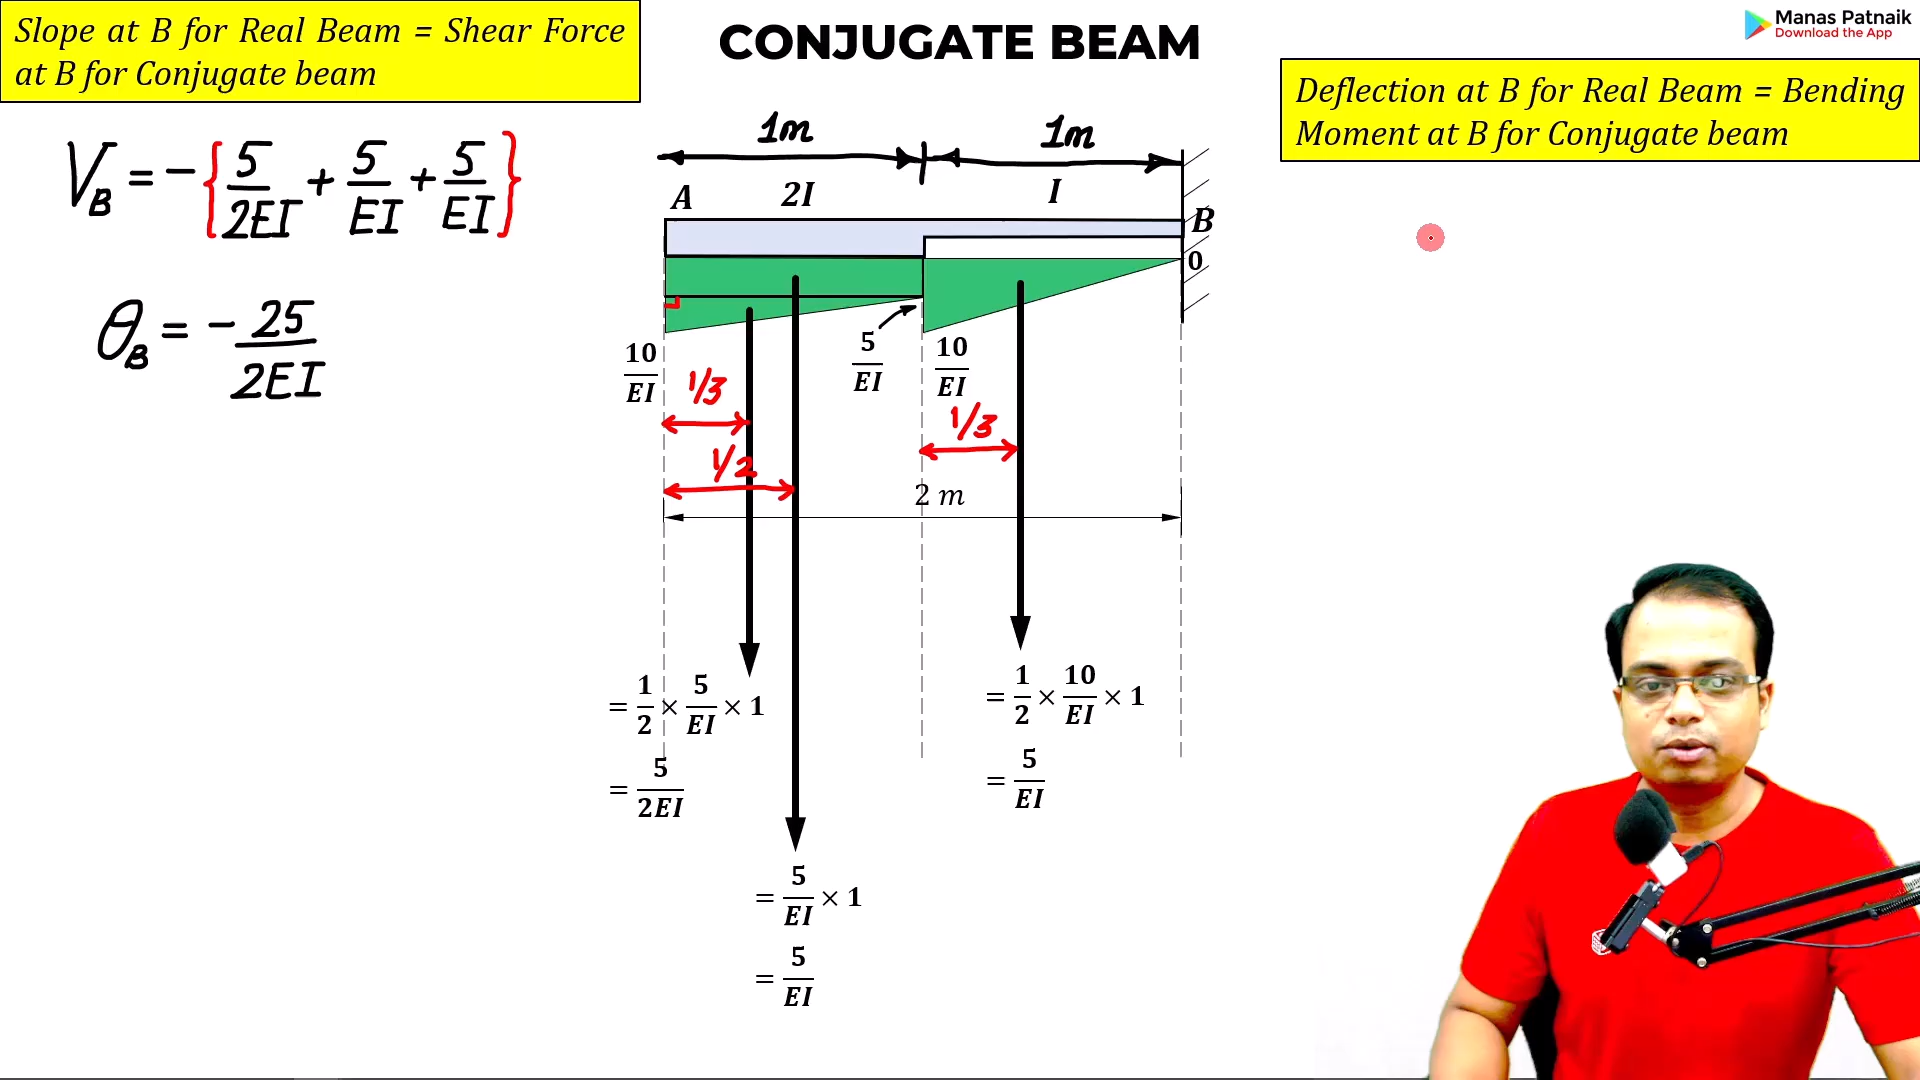 Slope at B for Real Beam = Shear Force
at B for Conjugate beam
CONJUGATE BEAM
Manas Patnaik
Download the App
Deflection at B for Real Beam = Bending
Moment at B for Conjugate beam
V_B = -{5/2EI + 5/EI + 5/EI}
θ_B = -25/2EI
1m 1m
A 2I I B
0
10/EI 5/EI 10/EI
1/3 1/3
1/2
2 m
= 1/2 × 5/EI × 1
= 5/2EI
= 5/EI × 1
= 5/EI
= 1/2 × 10/EI × 1
= 5/EI